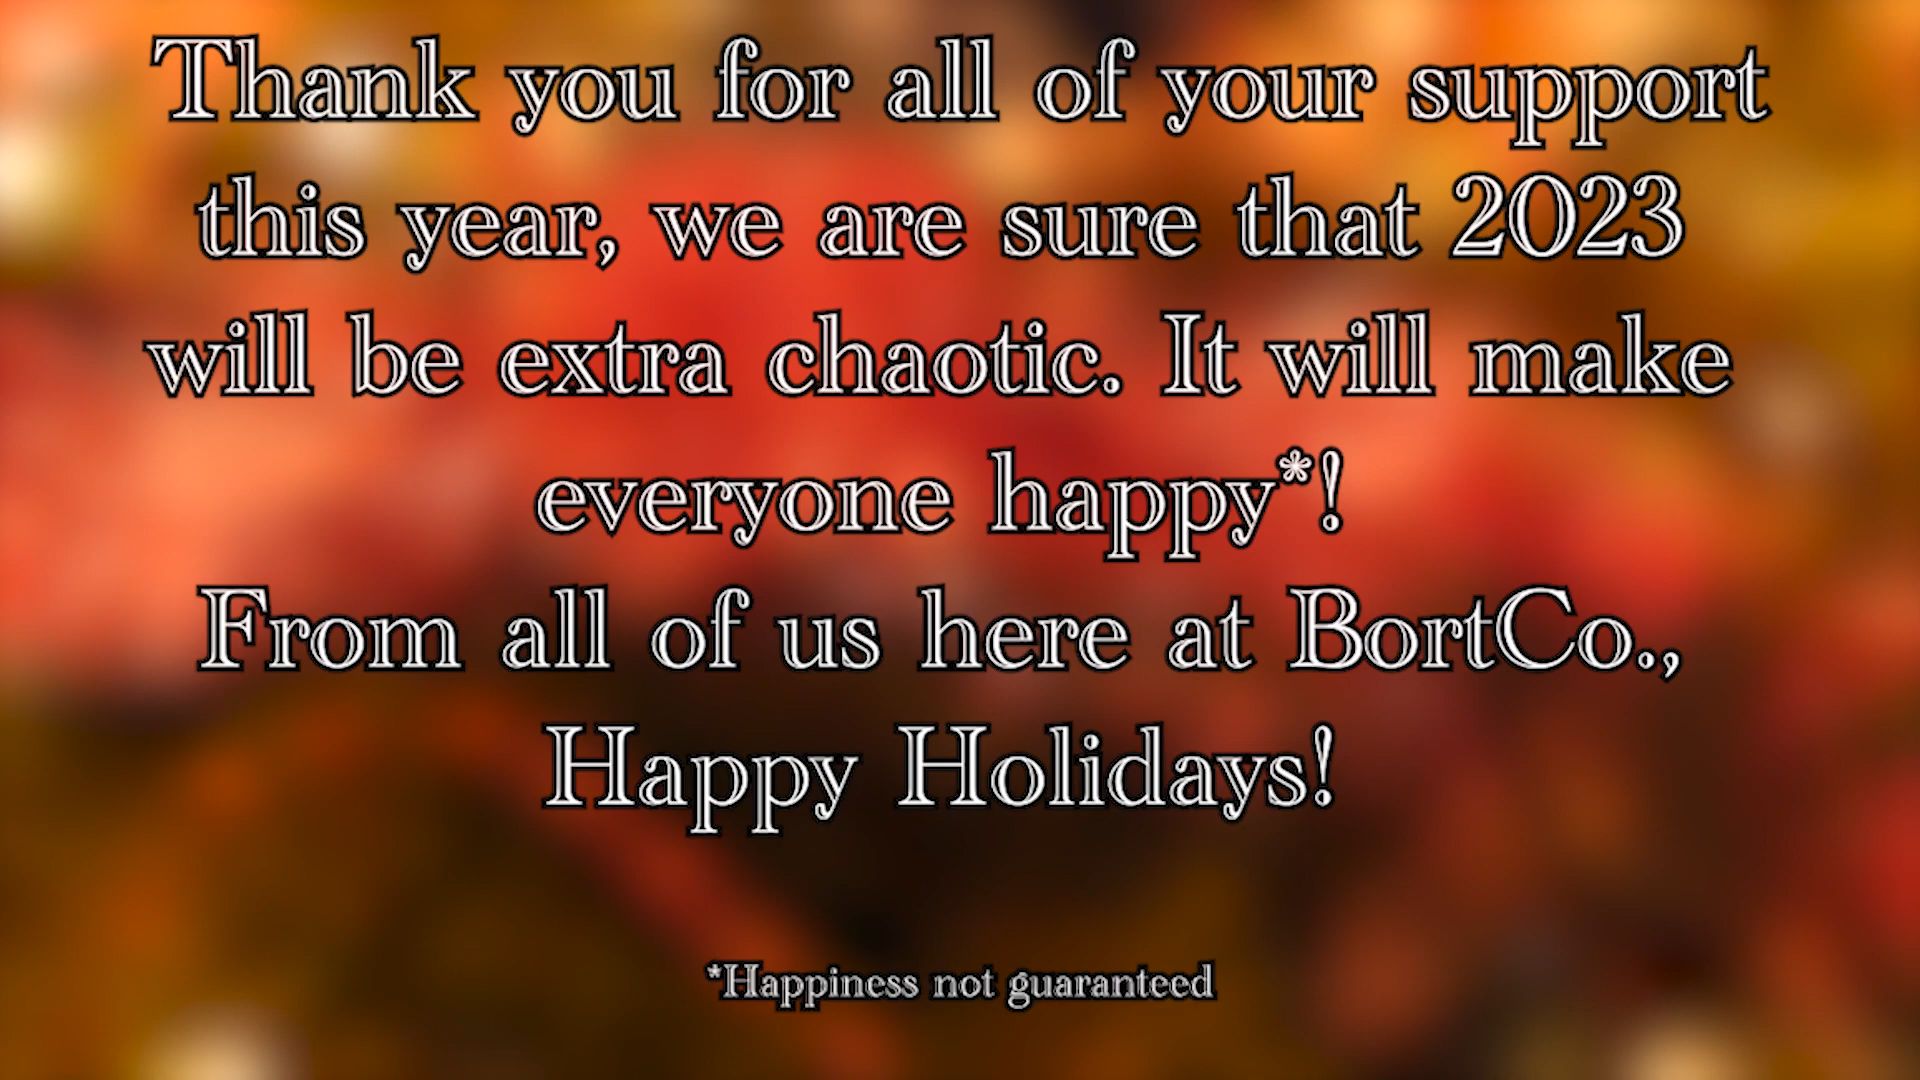 Thank you for all of your support
this year, we are sure that 2023
will be extra chaotic. It will make
everyone happy*!
From all of us here at BortCo.,
Happy Holidays!
*Happiness not guaranteed